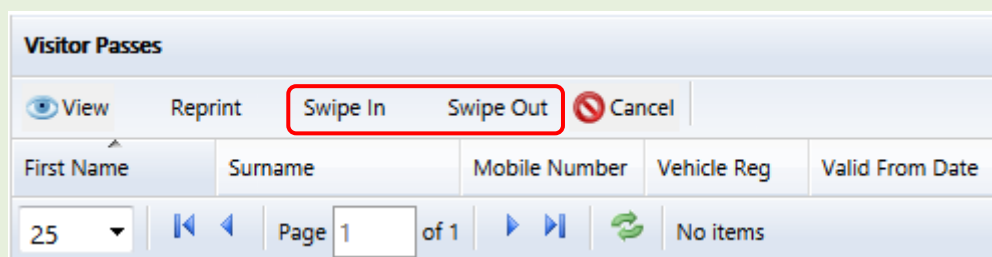 Visitor Passes
View Reprint Swipe In Swipe Out Cancel
First Name Surname Mobile Number Vehicle Reg Valid From Date
25 Page 1 of 1 No items